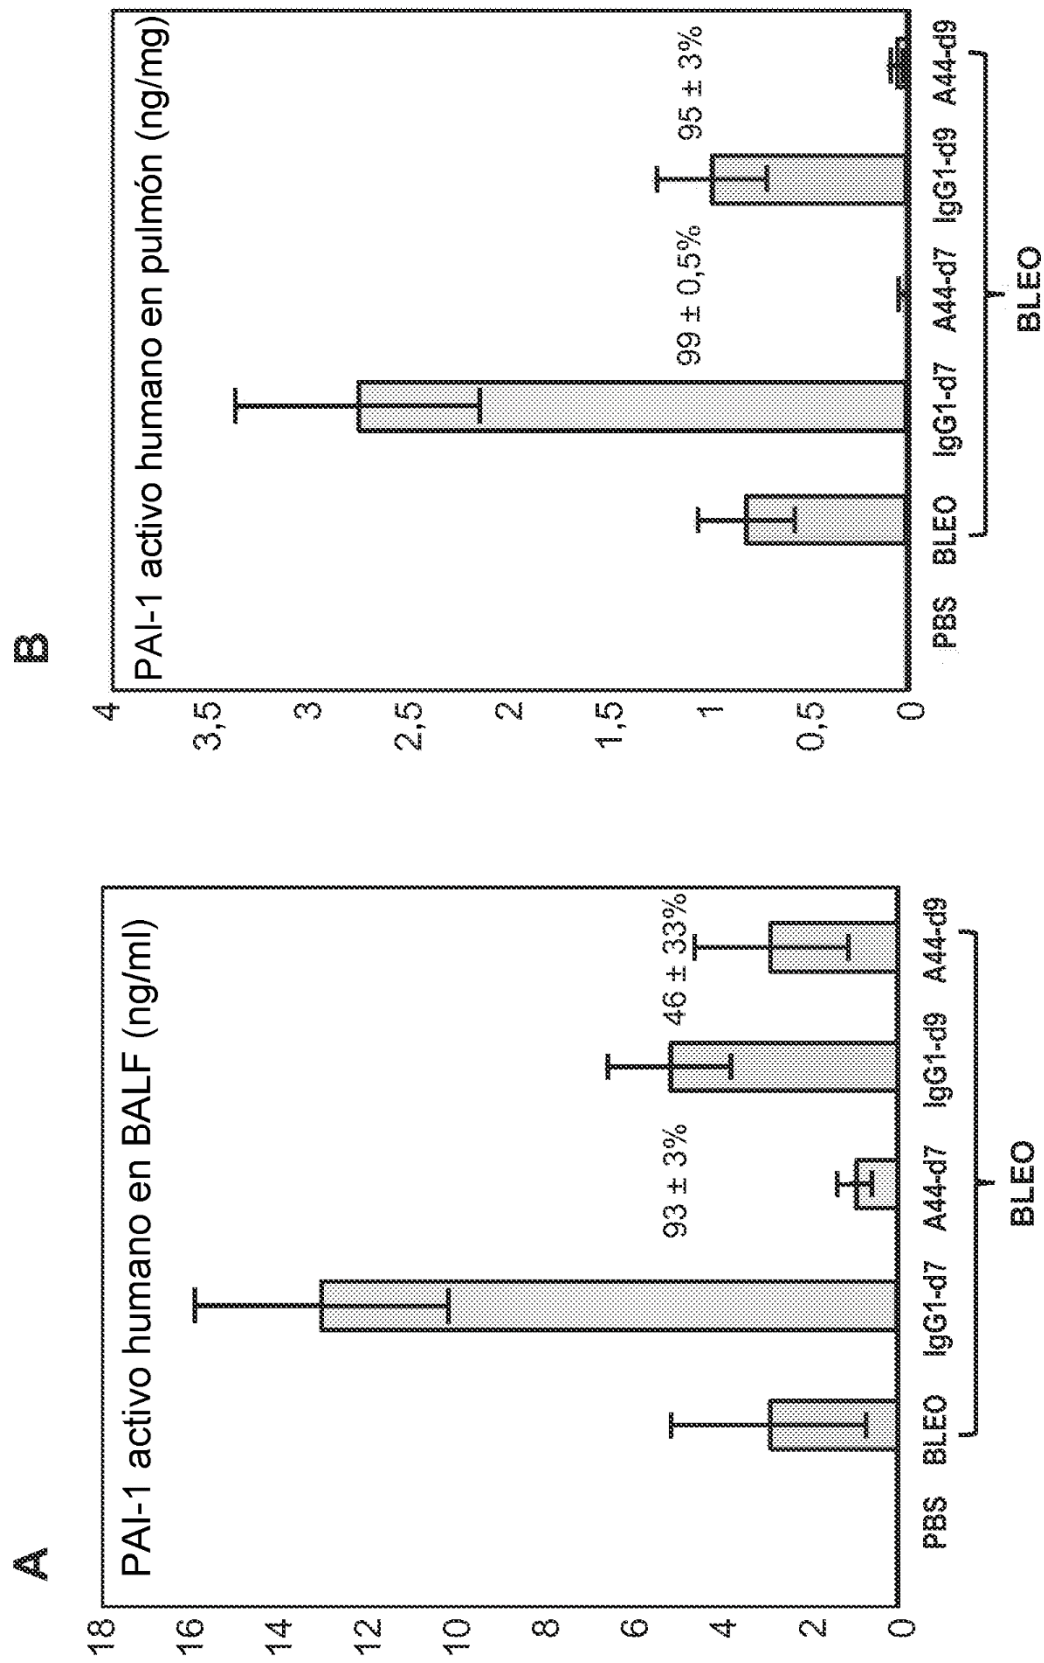 A
PAI-1 activo humano en BALF (ng/ml)
18
16
14
12
10
8
6
4
2
0
93 ± 3%
46 ± 33%
PBS BLEO IgG1-d7 A44-d7 IgG1-d9 A44-d9
BLEO
B
PAI-1 activo humano en pulmón (ng/mg)
4
3,5
3
2,5
2
1,5
1
0,5
0
99 ± 0,5%
95 ± 3%
PBS BLEO IgG1-d7 A44-d7 IgG1-d9 A44-d9
BLEO